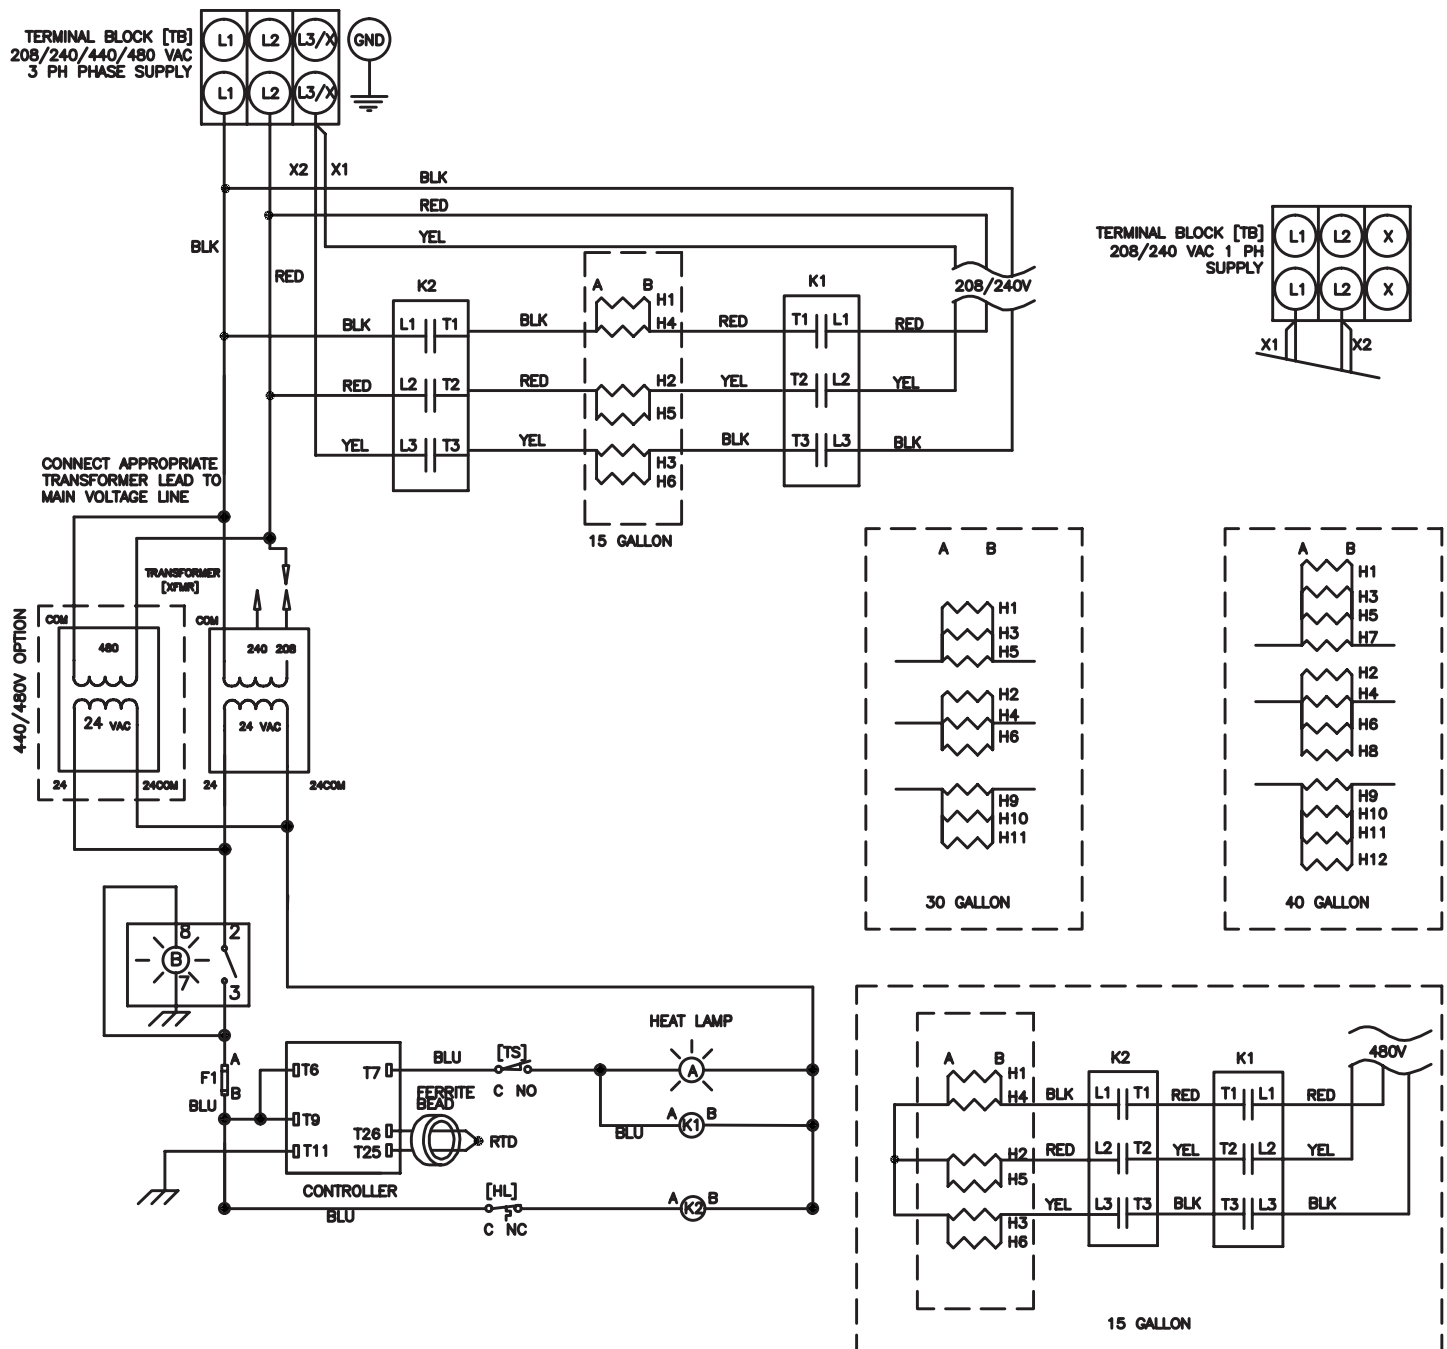 TERMINAL BLOCK [TB]
208/240/440/480 VAC
3 PH PHASE SUPPLY
L1 L2 L3/X GND
L1 L2 L3/X
X2 X1
BLK
RED
YEL
BLK
RED
TERMINAL BLOCK [TB]
208/240 VAC 1 PH
SUPPLY
L1 L2 X
L1 L2 X
X1 X2
K2
A B
K1
208/240V
BLK L1 T1 BLK H1
H4 RED T1 L1 RED
RED L2 T2 RED H2 YEL T2 L2 YEL
H5
YEL L3 T3 YEL H3 BLK T3 L3 BLK
H6
15 GALLON
CONNECT APPROPRIATE
TRANSFORMER LEAD TO
MAIN VOLTAGE LINE
TRANSFORMER
[XFMR]
440/480V OPTION
COM
480
24 VAC
24 24COM
COM
240 208
24 VAC
24 24COM
A B
H1
H3
H5
H2
H4
H6
H9
H10
H11
30 GALLON
A B
H1
H3
H5
H7
H2
H4
H6
H8
H9
H10
H11
H12
40 GALLON
8 2
B
7 3
A
F1
B
BLU
T6 T7
T9
T26
T11 T25
CONTROLLER
BLU
[TS]
C NO
FERRITE
BEAD
RTD
HEAT LAMP
A
A B
K1
BLU
[HL]
C NC
A B
K2
BLU
480V
A B K2 K1
H1
H4 BLK L1 T1 RED T1 L1 RED
H2 RED L2 T2 YEL T2 L2 YEL
H5
H3 YEL L3 T3 BLK T3 L3 BLK
H6
15 GALLON